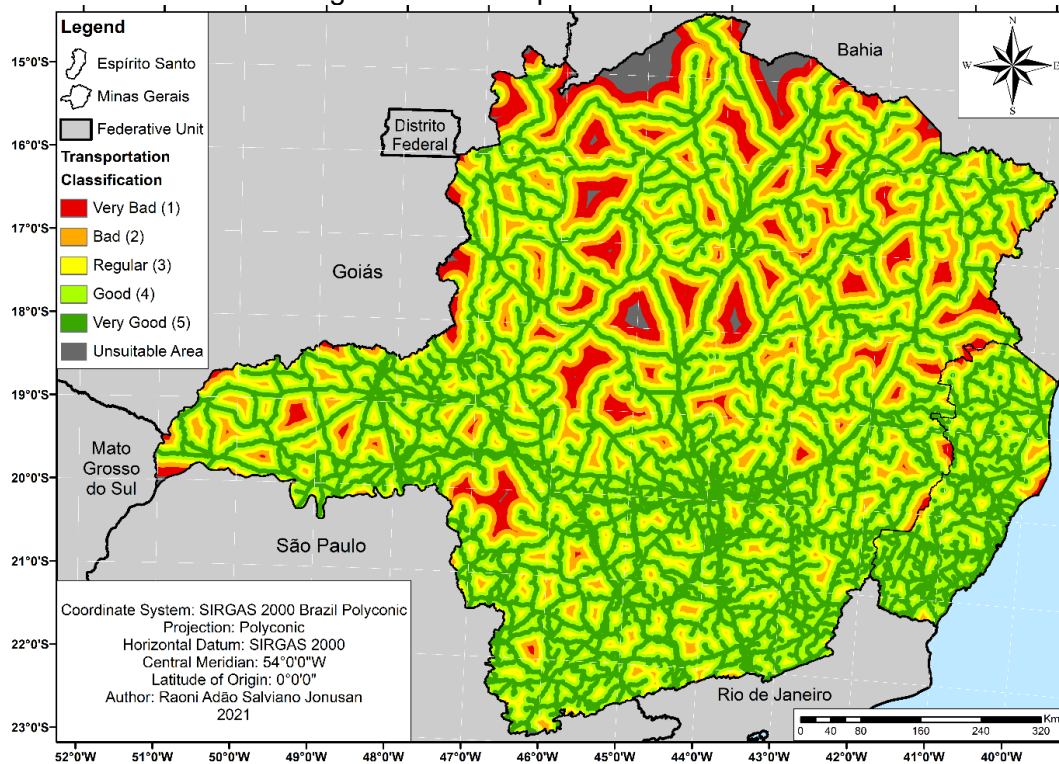 Legend
Espírito Santo
Minas Gerais
Federative Unit
Transportation
Classification
Very Bad (1)
Bad (2)
Regular (3)
Good (4)
Very Good (5)
Unsuitable Area
15°0'S
16°0'S
17°0'S
18°0'S
19°0'S
20°0'S
21°0'S
22°0'S
23°0'S
Bahia
N
W
E
S
Distrito
Federal
Goiás
Mato
Grosso
do Sul
São Paulo
Rio de Janeiro
Coordinate System: SIRGAS 2000 Brazil Polyconic
Projection: Polyconic
Horizontal Datum: SIRGAS 2000
Central Meridian: 54°0'0"W
Latitude of Origin: 0°0'0"
Author: Raoni Adão Salviano Jonusan
2021
Km
0 40 80 160 240 320
52°0'W 51°0'W 50°0'W 49°0'W 48°0'W 47°0'W 46°0'W 45°0'W 44°0'W 43°0'W 42°0'W 41°0'W 40°0'W